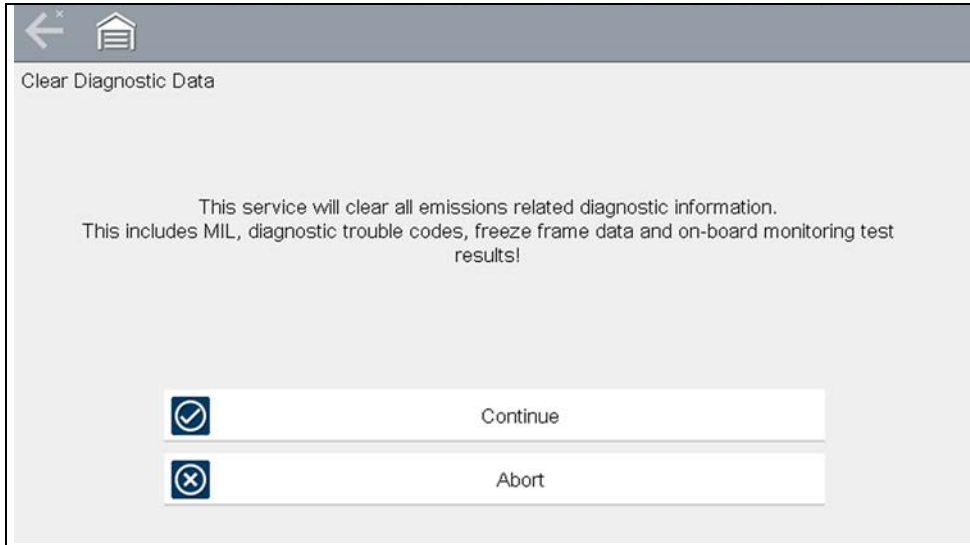 Clear Diagnostic Data
This service will clear all emissions related diagnostic information.
This includes MIL, diagnostic trouble codes, freeze frame data and on-board monitoring test
results!
Continue
Abort